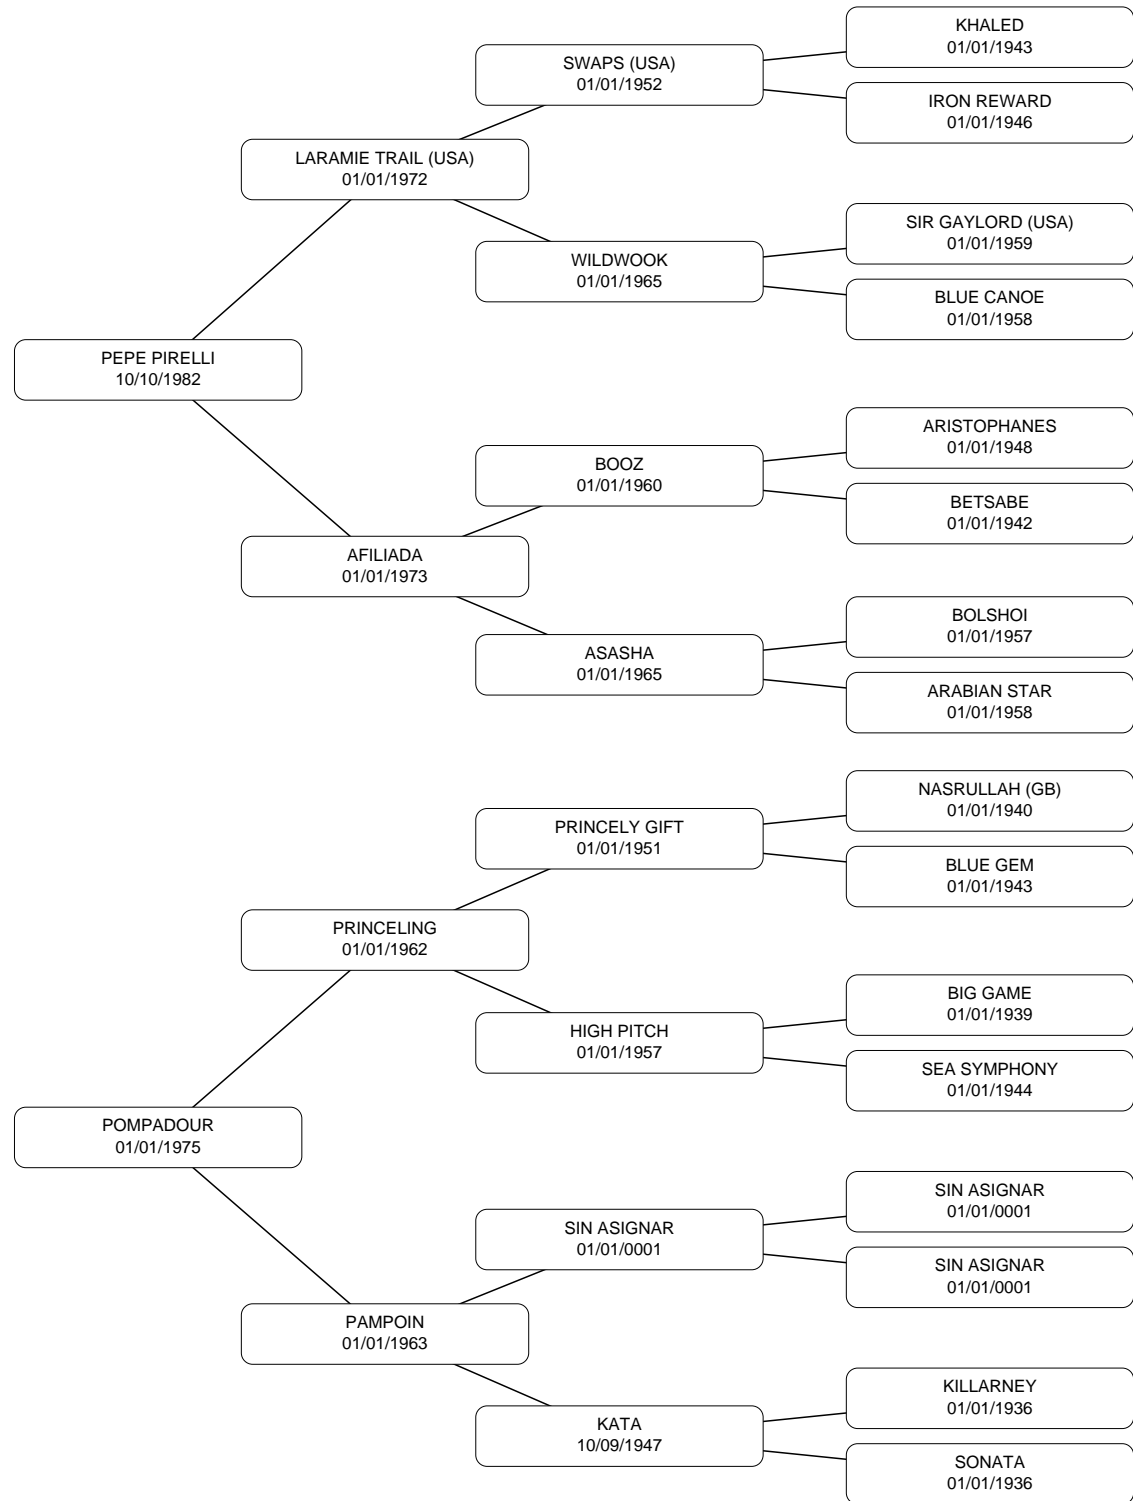 KHALED
01/01/1943
SWAPS (USA)
01/01/1952
IRON REWARD
01/01/1946
LARAMIE TRAIL (USA)
01/01/1972
SIR GAYLORD (USA)
01/01/1959
WILDWOOK
01/01/1965
BLUE CANOE
01/01/1958
PEPE PIRELLI
10/10/1982
ARISTOPHANES
01/01/1948
BOOZ
01/01/1960
BETSABE
01/01/1942
AFILIADA
01/01/1973
BOLSHOI
01/01/1957
ASASHA
01/01/1965
ARABIAN STAR
01/01/1958
NASRULLAH (GB)
01/01/1940
PRINCELY GIFT
01/01/1951
BLUE GEM
01/01/1943
PRINCELING
01/01/1962
BIG GAME
01/01/1939
HIGH PITCH
01/01/1957
SEA SYMPHONY
01/01/1944
POMPADOUR
01/01/1975
SIN ASIGNAR
01/01/0001
SIN ASIGNAR
01/01/0001
SIN ASIGNAR
01/01/0001
PAMPOIN
01/01/1963
KILLARNEY
01/01/1936
KATA
10/09/1947
SONATA
01/01/1936